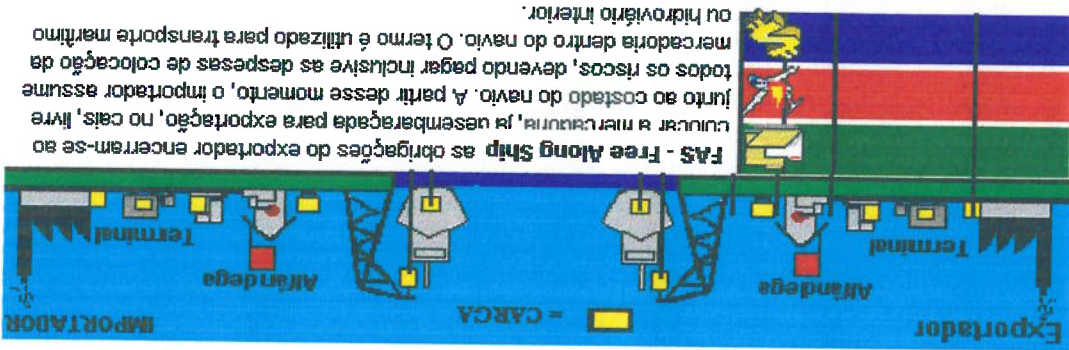 Exportador
IMPORTADOR
= CARGA
Alfândega
Alfândega
Terminal
Terminal
FAS - Free Along Ship as obrigações do exportador encerram-se ao
colocar a mercadoria, já desembaraçada para exportação, no cais, livre
junto ao costado do navio. A partir desse momento, o importador assume
todos os riscos, devendo pagar inclusive as despesas de colocação da
mercadoria dentro do navio. O termo é utilizado para transporte marítimo
ou hidroviário interior.